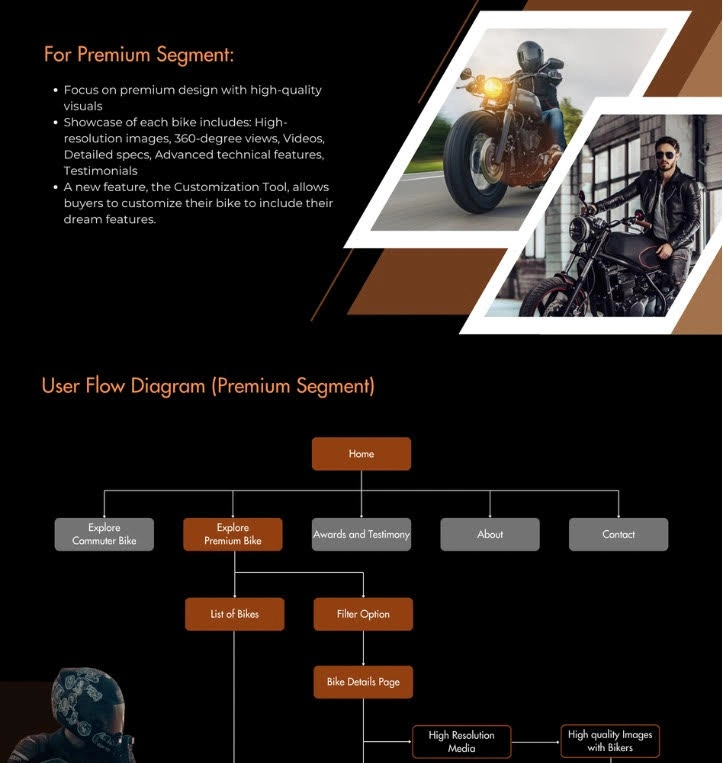 For Premium Segment:
• Focus on premium design with high-quality
visuals
• Showcase of each bike includes: High-
resolution images, 360-degree views, Videos,
Detailed specs, Advanced technical features,
Testimonials
• A new feature, the Customization Tool, allows
buyers to customize their bike to include their
dream features.
User Flow Diagram (Premium Segment)
Home
Explore
Commuter Bike
Explore
Premium Bike
Awards and Testimony
About
Contact
List of Bikes
Filter Option
Bike Details Page
High Resolution
Media
High quality Images
with Bikers